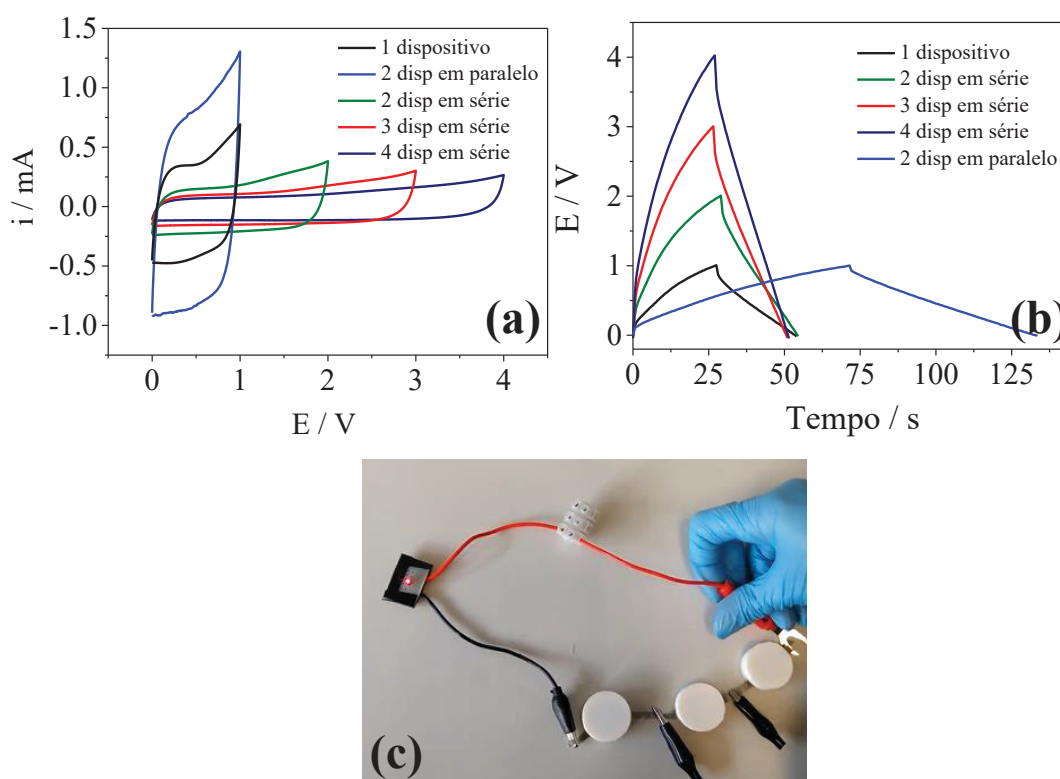 1.5
1.0
0.5
0.0
-0.5
-1.0
i / mA
1 dispositivo
2 disp em paralelo
2 disp em série
3 disp em série
4 disp em série
(a)
0 1 2 3 4
E / V
4
3
2
1
0
E / V
1 dispositivo
2 disp em série
3 disp em série
4 disp em série
2 disp em paralelo
(b)
0 25 50 75 100 125
Tempo / s
(c)